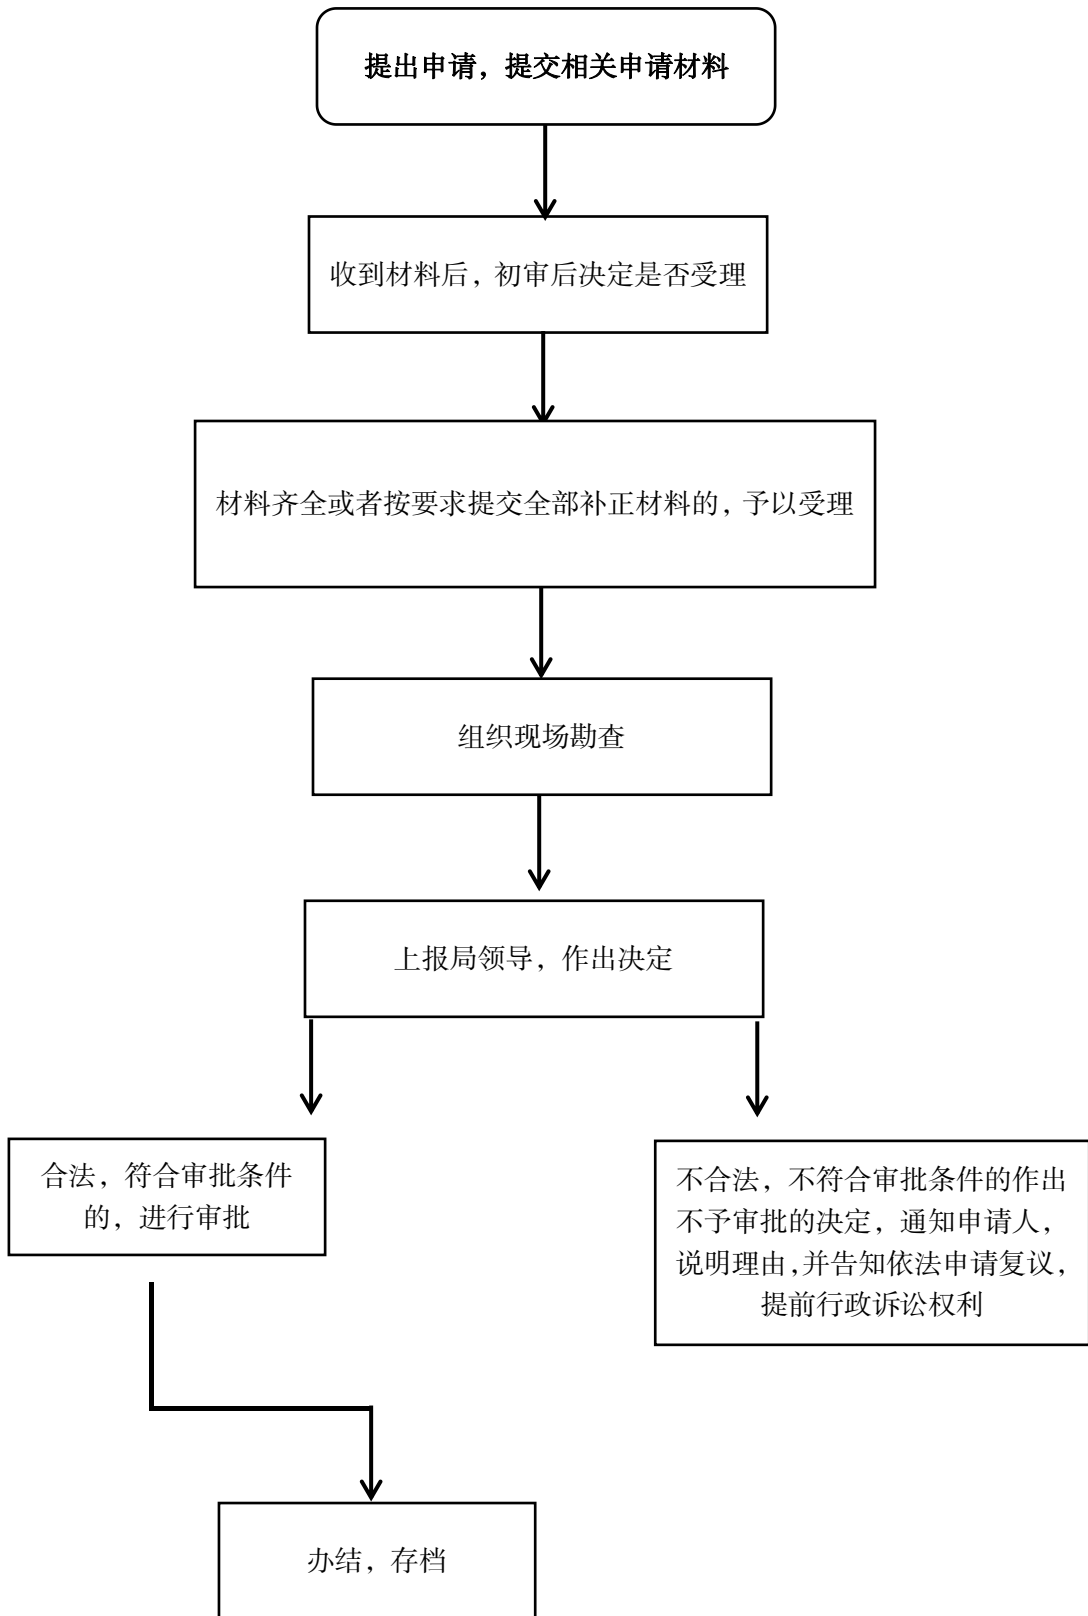 提出申请，提交相关申请材料
收到材料后，初审后决定是否受理
材料齐全或者按要求提交全部补正材料的，予以受理
组织现场勘查
上报局领导，作出决定
合法，符合审批条件
的，进行审批
不合法，不符合审批条件的作出
不予审批的决定，通知申请人，
说明理由，并告知依法申请复议，
提前行政诉讼权利
办结，存档